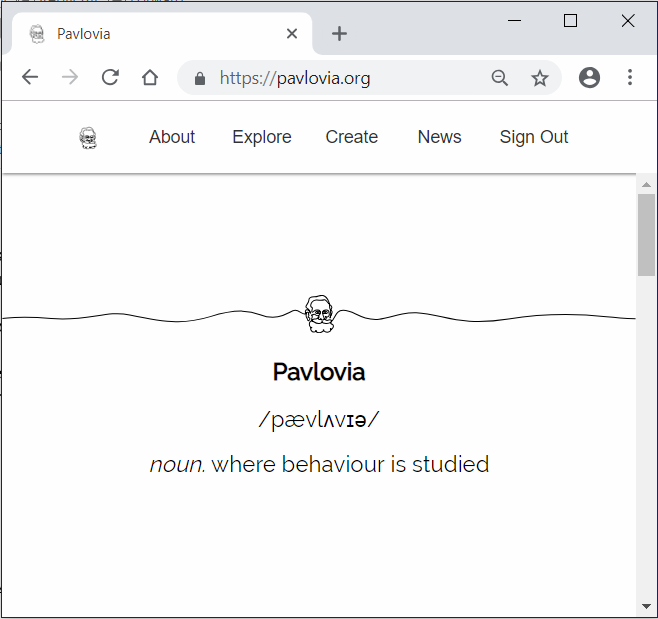 Pavlovia
https://pavlovia.org
About Explore Create News Sign Out
Pavlovia
/pævlʌvɪə/
noun. where behaviour is studied